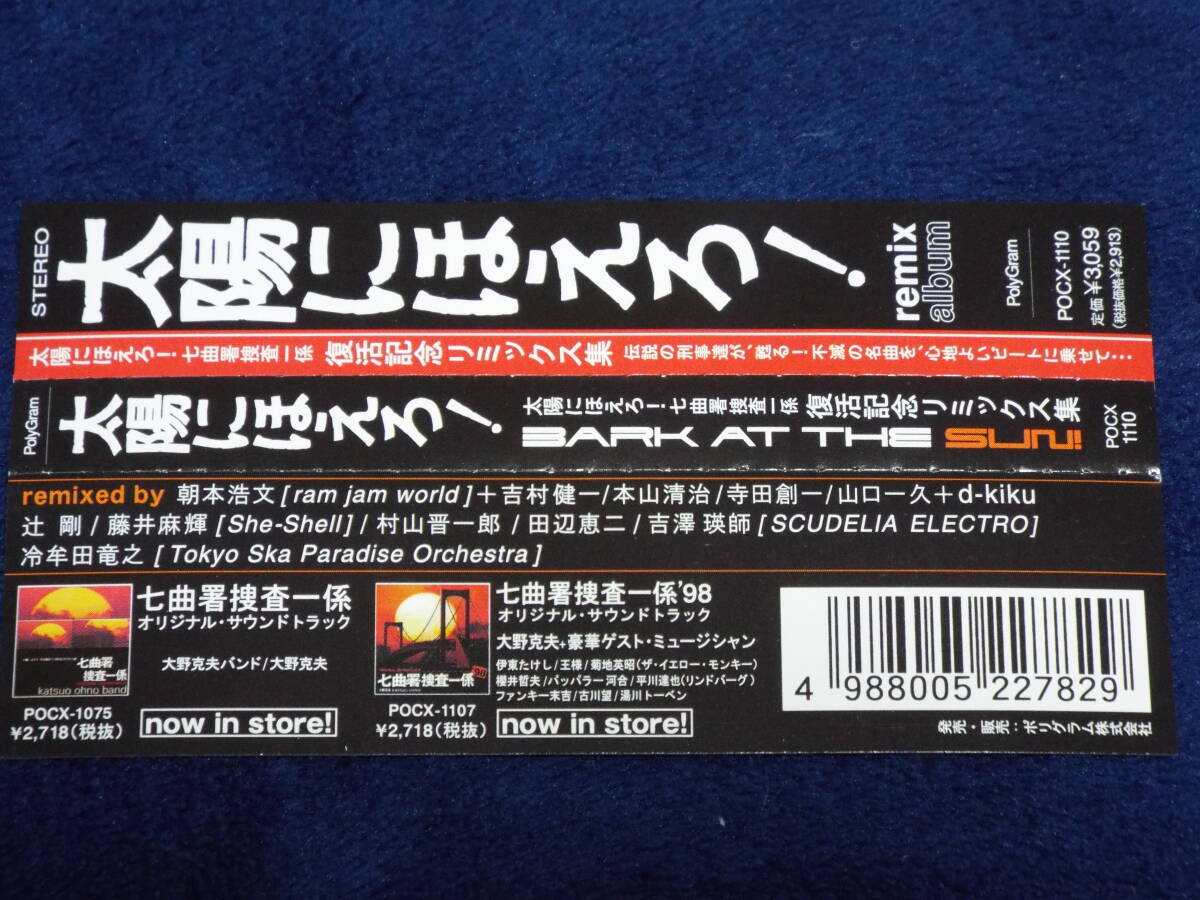 STEREO
太陽にほえろ!
remix
album
PolyGram
POCX-1110
定価 ¥3,059
(税抜価格¥2,913)
太陽にほえろ!七曲署捜査一係 復活記念リミックス集 伝説の刑事達が、甦る!不滅の名曲を、心地よいビートに乗せて・・・
PolyGram
太陽にほえろ!
太陽にほえろ!七曲署捜査一係 復活記念リミックス集
BARK AT THE SUN!
POCX
1110
remixed by 朝本浩文[ram jam world]+吉村健一/本山清治/寺田創一/山口一久+d-kiku
辻 剛/藤井麻輝[She-Shell]/村山晋一郎/田辺恵二/吉澤瑛師[SCUDELIA ELECTRO]
冷牟田竜之[Tokyo Ska Paradise Orchestra]
七曲署
捜査一係
katsuo ohno band
七曲署捜査一係
オリジナル・サウンドトラック
大野克夫バンド/大野克夫
POCX-1075
¥2,718(税抜)
now in store!
七曲署捜査一係
七曲署捜査一係'98
オリジナル・サウンドトラック
大野克夫+豪華ゲスト・ミュージシャン
伊東たけし/王様/菊地英昭(ザ・イエロー・モンキー)
櫻井哲夫/パッパラー河合/平川達也(リンドバーグ)
ファンキー末吉/古川望/湯川トーベン
POCX-1107
¥2,718(税抜)
now in store!
4 988005 227829
発売・販売:ポリグラム株式会社